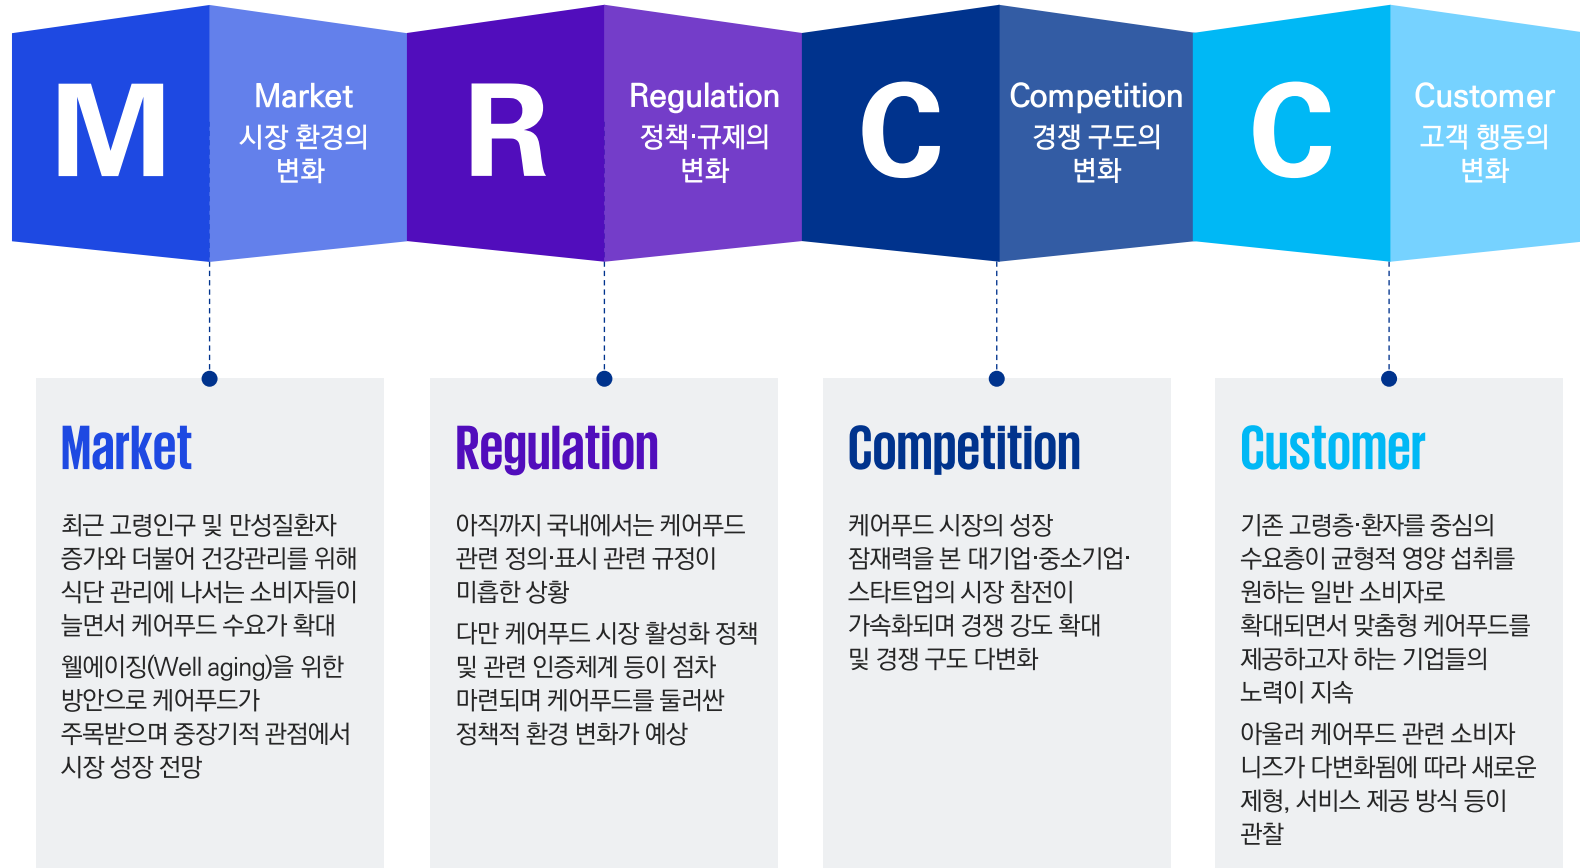 M
Market
시장 환경의
변화
R
Regulation
정책·규제의
변화
C
Competition
경쟁 구도의
변화
C
Customer
고객 행동의
변화
Market
최근 고령인구 및 만성질환자
증가와 더불어 건강관리를 위해
식단 관리에 나서는 소비자들이
늘면서 케어푸드 수요가 확대
웰에이징(Well aging)을 위한
방안으로 케어푸드가
주목받으며 중장기적 관점에서
시장 성장 전망
Regulation
아직까지 국내에서는 케어푸드
관련 정의·표시 관련 규정이
미흡한 상황
다만 케어푸드 시장 활성화 정책
및 관련 인증체계 등이 점차
마련되며 케어푸드를 둘러싼
정책적 환경 변화가 예상
Competition
케어푸드 시장의 성장
잠재력을 본 대기업·중소기업·
스타트업의 시장 참전이
가속화되며 경쟁 강도 확대
및 경쟁 구도 다변화
Customer
기존 고령층·환자를 중심의
수요층이 균형적 영양 섭취를
원하는 일반 소비자로
확대되면서 맞춤형 케어푸드를
제공하고자 하는 기업들의
노력이 지속
아울러 케어푸드 관련 소비자
니즈가 다변화됨에 따라 새로운
제형, 서비스 제공 방식 등이
관찰